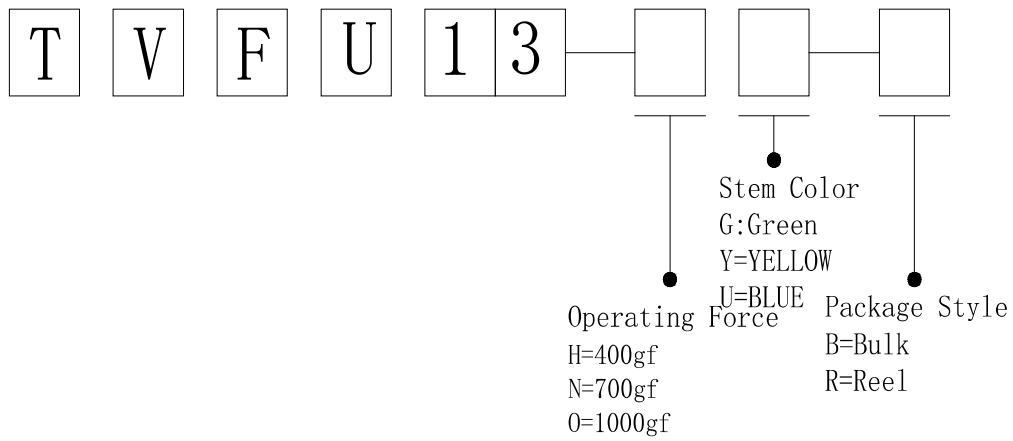 T V F U 1 3
Stem Color
G:Green
Y=YELLOW
U=BLUE
Operating Force
H=400gf
N=700gf
O=1000gf
Package Style
B=Bulk
R=Reel